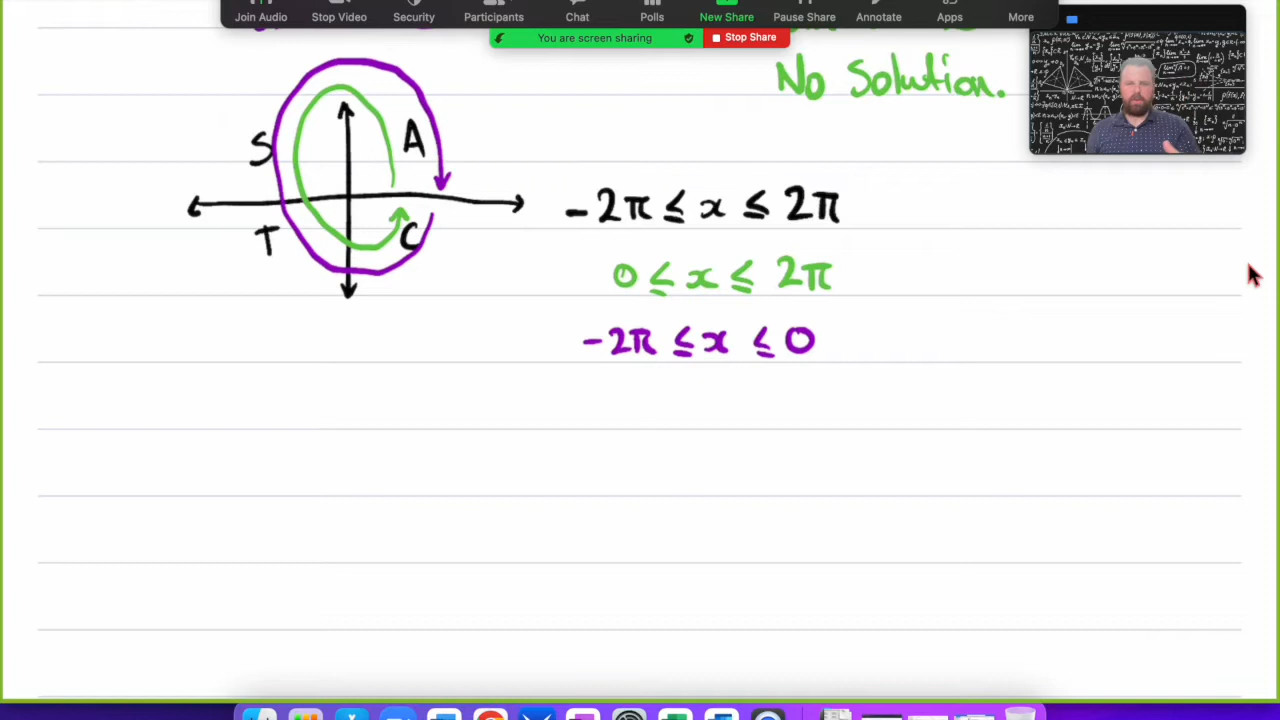 Join Audio Stop Video Security Participants Chat Polls New Share Pause Share Annotate Apps More
You are screen sharing Stop Share
No Solution.
S A
T C
-2π ≤ x ≤ 2π
0 ≤ x ≤ 2π
-2π ≤ x ≤ 0